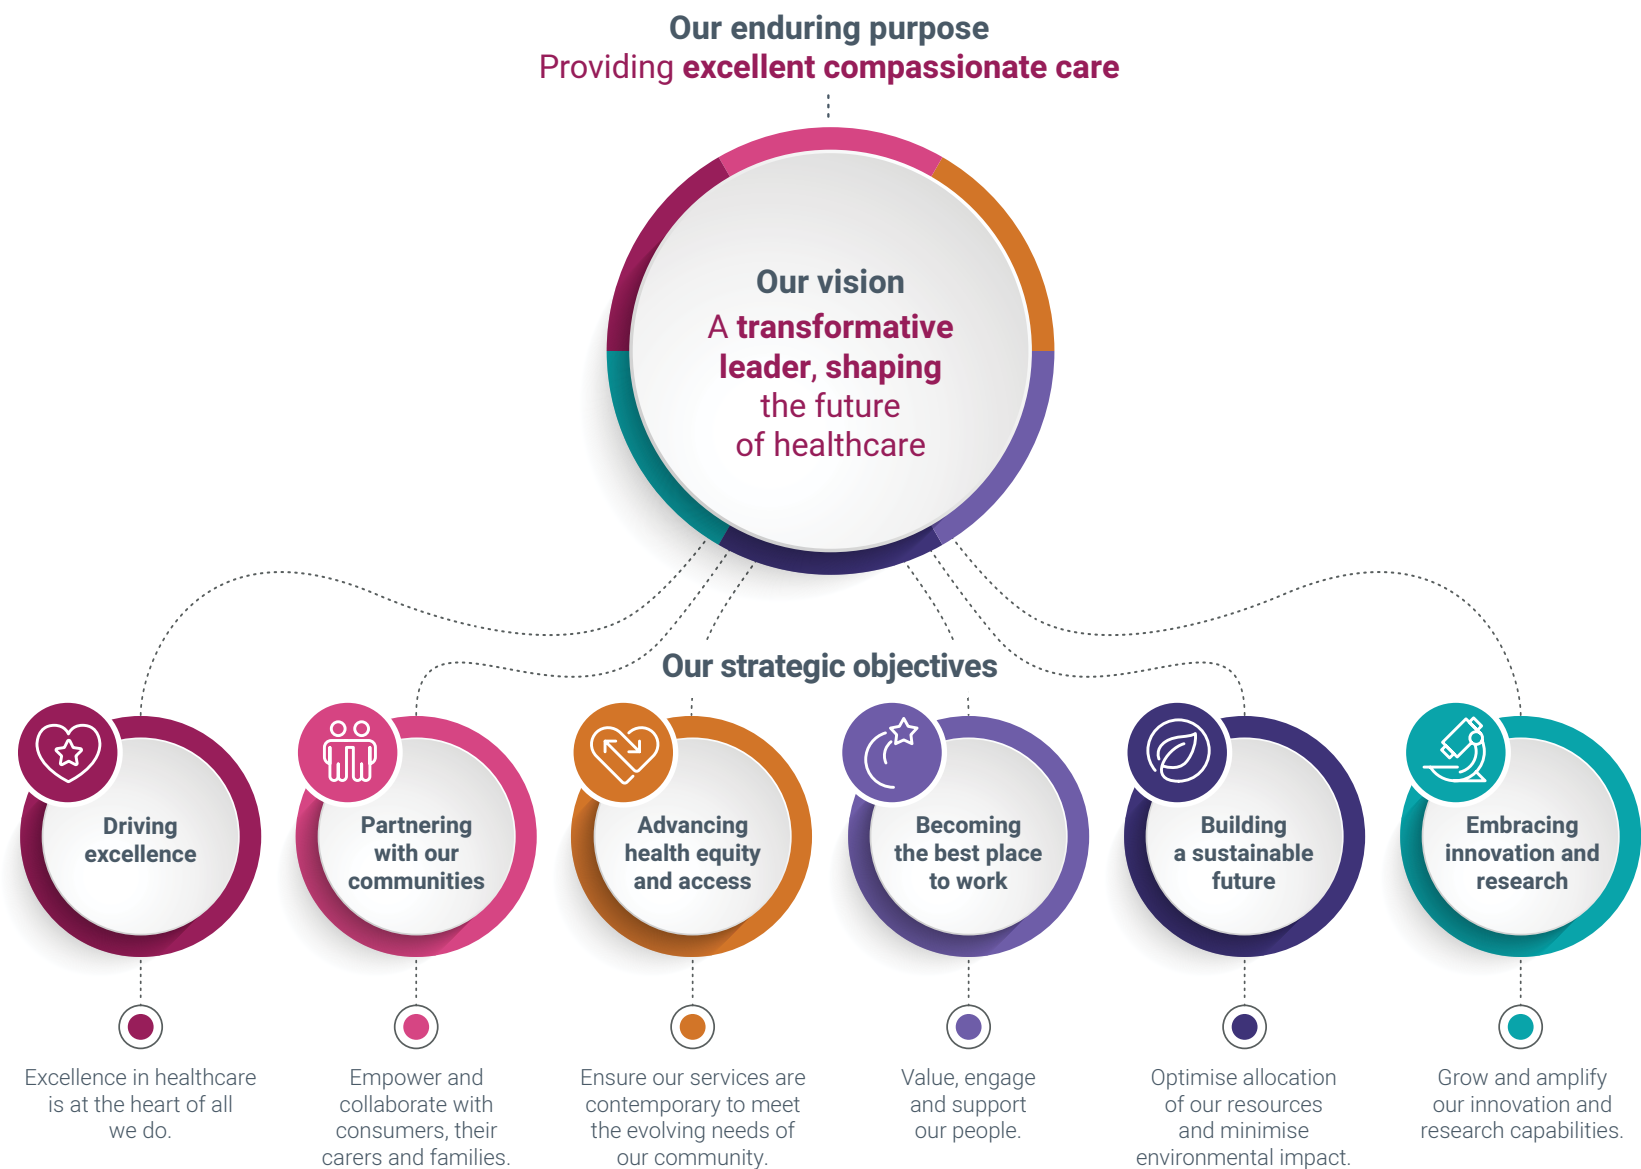 Our enduring purpose
Providing excellent compassionate care
Our vision
A transformative
leader, shaping
the future
of healthcare
Our strategic objectives
Driving
excellence
Partnering
with our
communities
Advancing
health equity
and access
Becoming
the best place
to work
Building
a sustainable
future
Embracing
innovation and
research
Excellence in healthcare
is at the heart of all
we do.
Empower and
collaborate with
consumers, their
carers and families.
Ensure our services are
contemporary to meet
the evolving needs of
our community.
Value, engage
and support
our people.
Optimise allocation
of our resources
and minimise
environmental impact.
Grow and amplify
our innovation and
research capabilities.